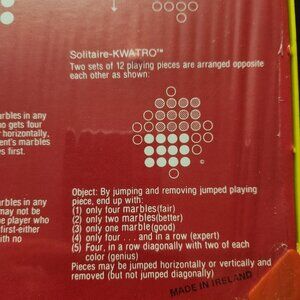 Solitaire-KWATRO™
Two sets of 12 playing pieces are arranged opposite
each other as shown:
arbles in any
o gets four
horizontally,
ent's marbles
ys first.
©
arbles in any
may not be
e player who
first-either
with no
Object: By jumping and removing jumped playing
piece, end up with:
(1) only four marbles(fair)
(2) only two marbles(better)
(3) only one marble(good)
(4) only four . . . and in a row (expert)
(5) Four, in a row diagonally with two of each
color (genius)
Pieces may be jumped horizontally or vertically and
removed (but not jumped diagonally)
MADE IN IRELAND